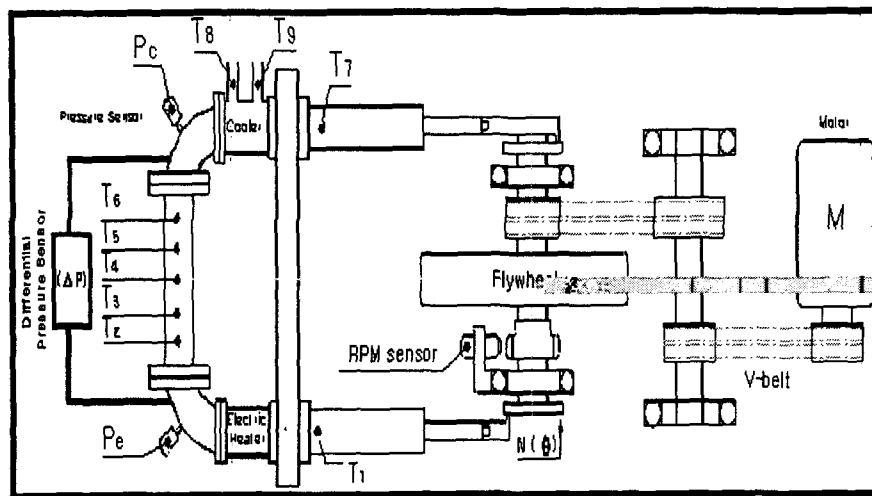 T8
T9
Pc
T7
Pressure Sensor
Cooler
Motor
T6
T5
T4
T3
T2
Differential
Pressure Sensor
(ΔP)
M
Flywheel
RPM sensor
V-belt
Electric
Heater
Pe
T1
N(θ)